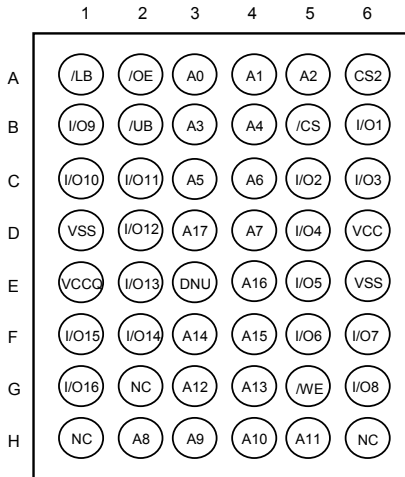 1 2 3 4 5 6
A /LB /OE A0 A1 A2 CS2
B I/O9 /UB A3 A4 /CS I/O1
C I/O10 I/O11 A5 A6 I/O2 I/O3
D VSS I/O12 A17 A7 I/O4 VCC
E VCCQ I/O13 DNU A16 I/O5 VSS
F I/O15 I/O14 A14 A15 I/O6 I/O7
G I/O16 NC A12 A13 /WE I/O8
H NC A8 A9 A10 A11 NC